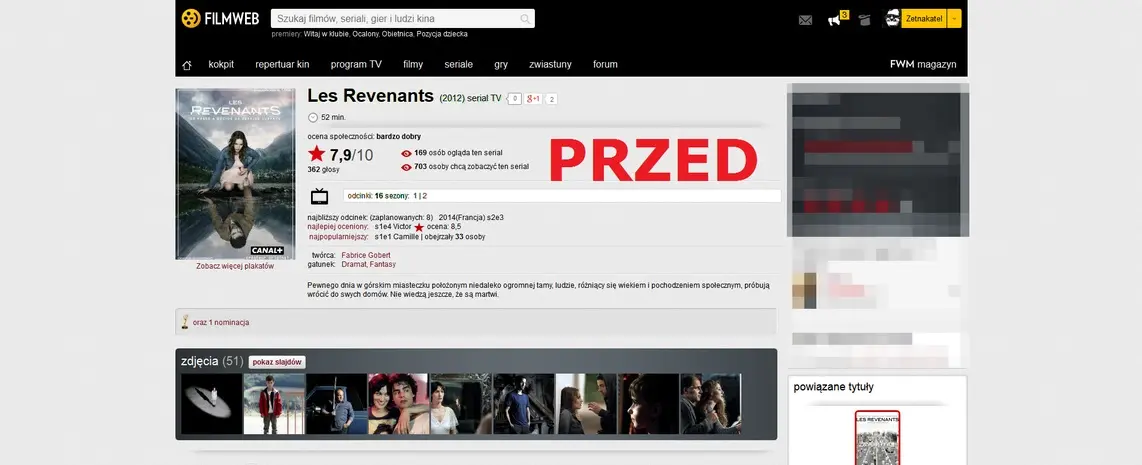 FILMWEB
Szukaj filmów, seriali, gier i ludzi kina
3
Zetnakatel
premiery: Witaj w klubie, Ocalony, Obietnica, Pozycja dziecka
kokpit repertuar kin program TV filmy seriale gry zwiastuny forum
FWM magazyn
LES
REVENANTS
CANAL+
Zobacz więcej plakatów
Les Revenants (2012) serial TV 0 g+1 2
52 min.
ocena społeczności: bardzo dobry
7,9/10
362 głosy
169 osób ogląda ten serial
703 osoby chcą zobaczyć ten serial
PRZED
odcinki: 16 sezony: 1 | 2
najbliższy odcinek: (zaplanowanych: 8) 2014(Francja) s2e3
najlepiej oceniony: s1e4 Victor ocena: 8,5
najpopularniejszy: s1e1 Camille | obejrzały 33 osoby
twórca: Fabrice Gobert
gatunek: Dramat, Fantasy
Pewnego dnia w górskim miasteczku położonym niedaleko ogromnej tamy, ludzie, różniący się wiekiem i pochodzeniem społecznym, próbują
wrócić do swych domów. Nie wiedzą jeszcze, że są martwi.
oraz 1 nominacja
zdjęcia (51) pokaz slajdów
powiązane tytuły
LES REVENANTS